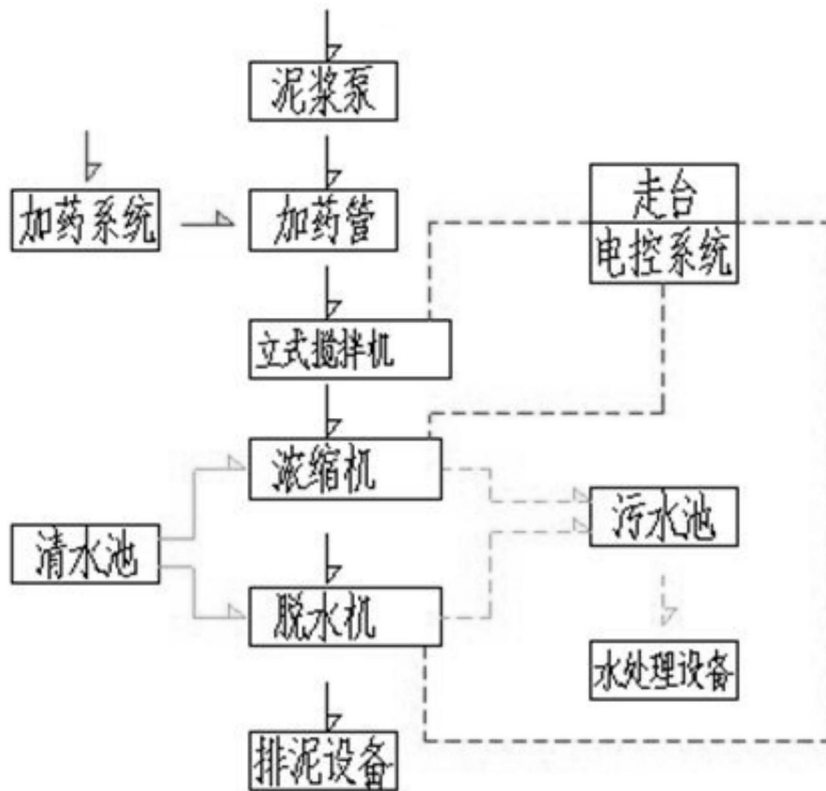 泥浆泵
加药系统
加药管
走台
电控系统
立式搅拌机
浓缩机
清水池
污水池
脱水机
水处理设备
排泥设备